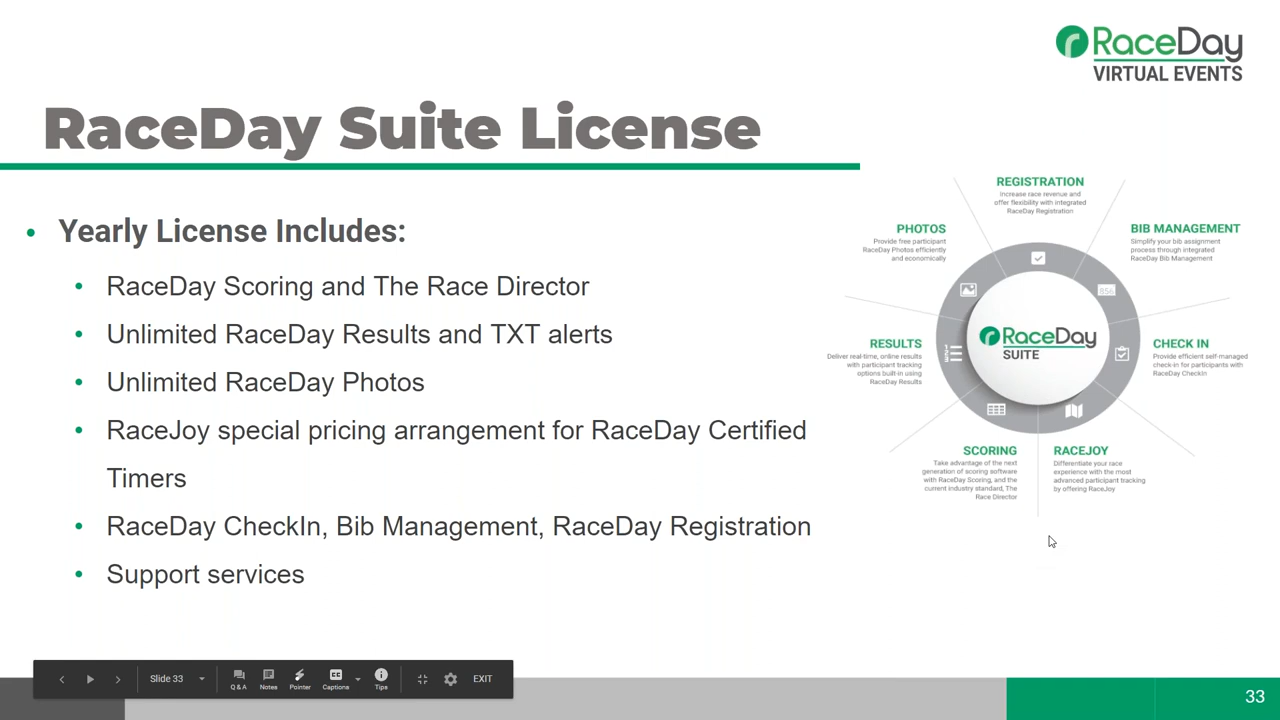 RaceDay
VIRTUAL EVENTS
RaceDay Suite License
• Yearly License Includes:
• RaceDay Scoring and The Race Director
• Unlimited RaceDay Results and TXT alerts
• Unlimited RaceDay Photos
• RaceJoy special pricing arrangement for RaceDay Certified
Timers
• RaceDay CheckIn, Bib Management, RaceDay Registration
• Support services
REGISTRATION
Increase race revenue and
offer flexibility with integrated
RaceDay Registration
PHOTOS
Provide free participant
RaceDay Photos efficiently
and economically
BIB MANAGEMENT
Simplify your bib assignment
process through integrated
RaceDay Bib Management
856
RaceDay
SUITE
RESULTS
Deliver real-time, online results
with participant tracking
options built-in using
RaceDay Results
CHECK IN
Provide efficient self-managed
check-in for participants with
RaceDay CheckIn
SCORING
Take advantage of the next
generation of scoring software
with RaceDay Scoring, and the
current industry standard, The
Race Director
RACEJOY
Differentiate your race
experience with the most
advanced participant tracking
by offering RaceJoy
Slide 33
Q & A
Notes
Pointer
CC
Captions
Tips
EXIT
33